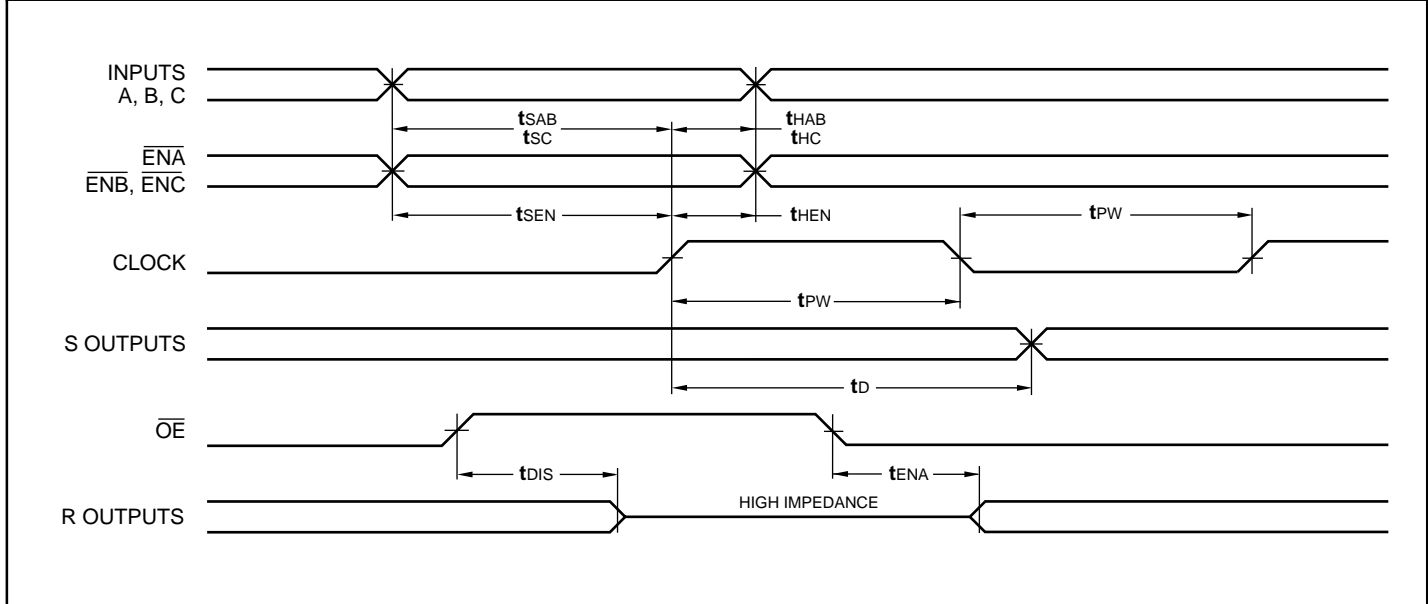 INPUTS
A, B, C
tSAB tHAB
tSC tHC
ENA
ENB, ENC
tSEN tHEN tPW
CLOCK
tPW
S OUTPUTS
tD
OE
tDIS tENA
HIGH IMPEDANCE
R OUTPUTS